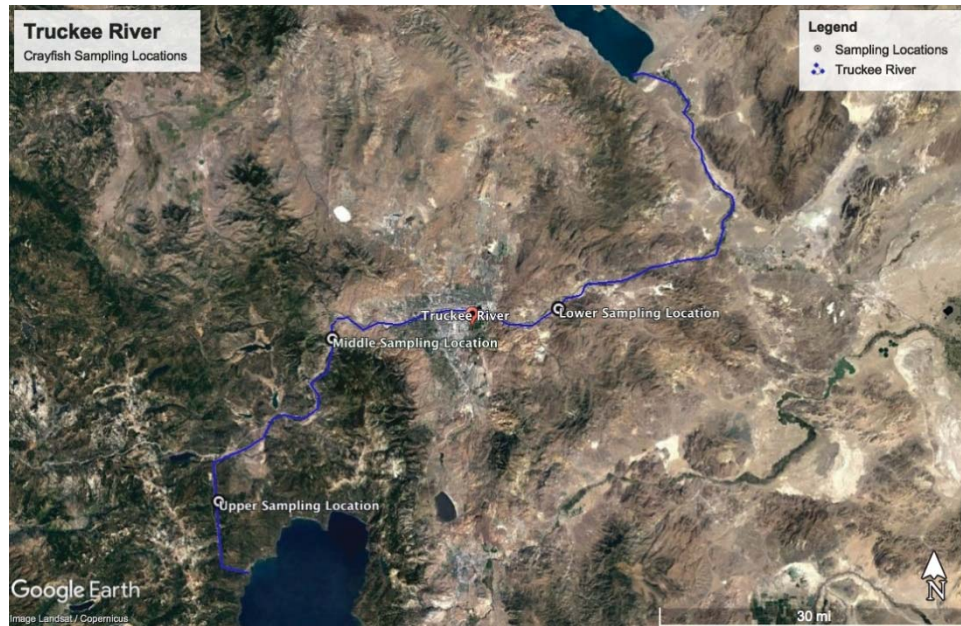 Truckee River
Crayfish Sampling Locations
Legend
Sampling Locations
Truckee River
Truckee River
Lower Sampling Location
Middle Sampling Location
Upper Sampling Location
Google Earth
Image Landsat / Copernicus
30 mi
N